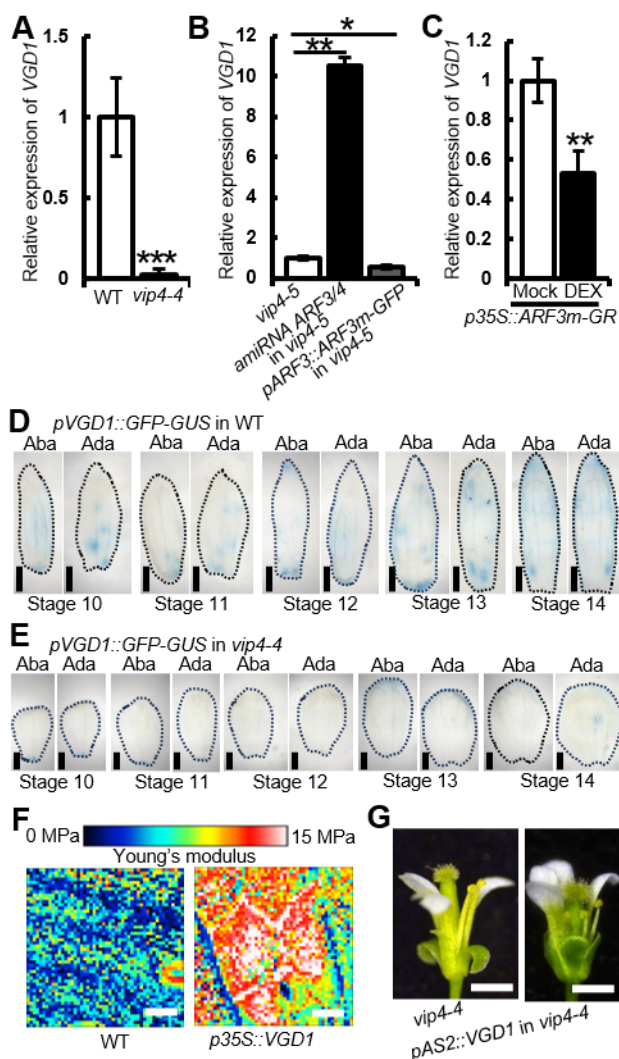 A
Relative expression of VGD1
1.5
1
0.5
0
***
WT
vip4-4
B
Relative expression of VGD1
12
10
8
6
4
2
0
*
**
vip4-5
amiRNA ARF3/4
in vip4-5
pARF3::ARF3m-GFP
in vip4-5
C
Relative expression of VGD1
1.2
1
0.8
0.6
0.4
0.2
0
**
Mock DEX
p35S::ARF3m-GR
D
pVGD1::GFP-GUS in WT
Aba Ada Aba Ada Aba Ada Aba Ada Aba Ada
Stage 10 Stage 11 Stage 12 Stage 13 Stage 14
E
pVGD1::GFP-GUS in vip4-4
Aba Ada Aba Ada Aba Ada Aba Ada Aba Ada
Stage 10 Stage 11 Stage 12 Stage 13 Stage 14
F
0 MPa 15 MPa
Young's modulus
WT p35S::VGD1
G
vip4-4
pAS2::VGD1 in vip4-4